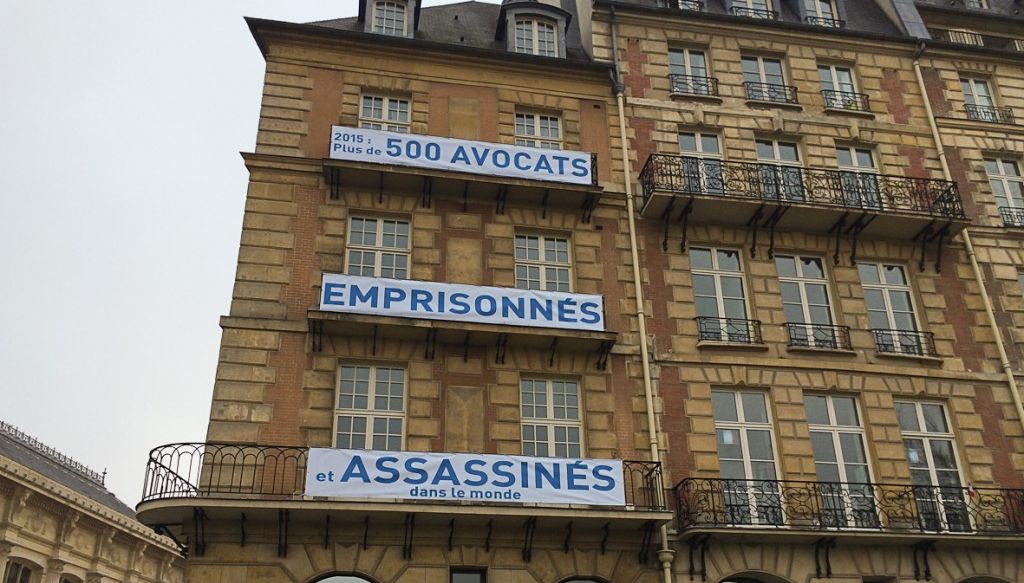 2015 :
Plus de 500 AVOCATS
EMPRISONNÉS
et ASSASSINÉS
dans le monde